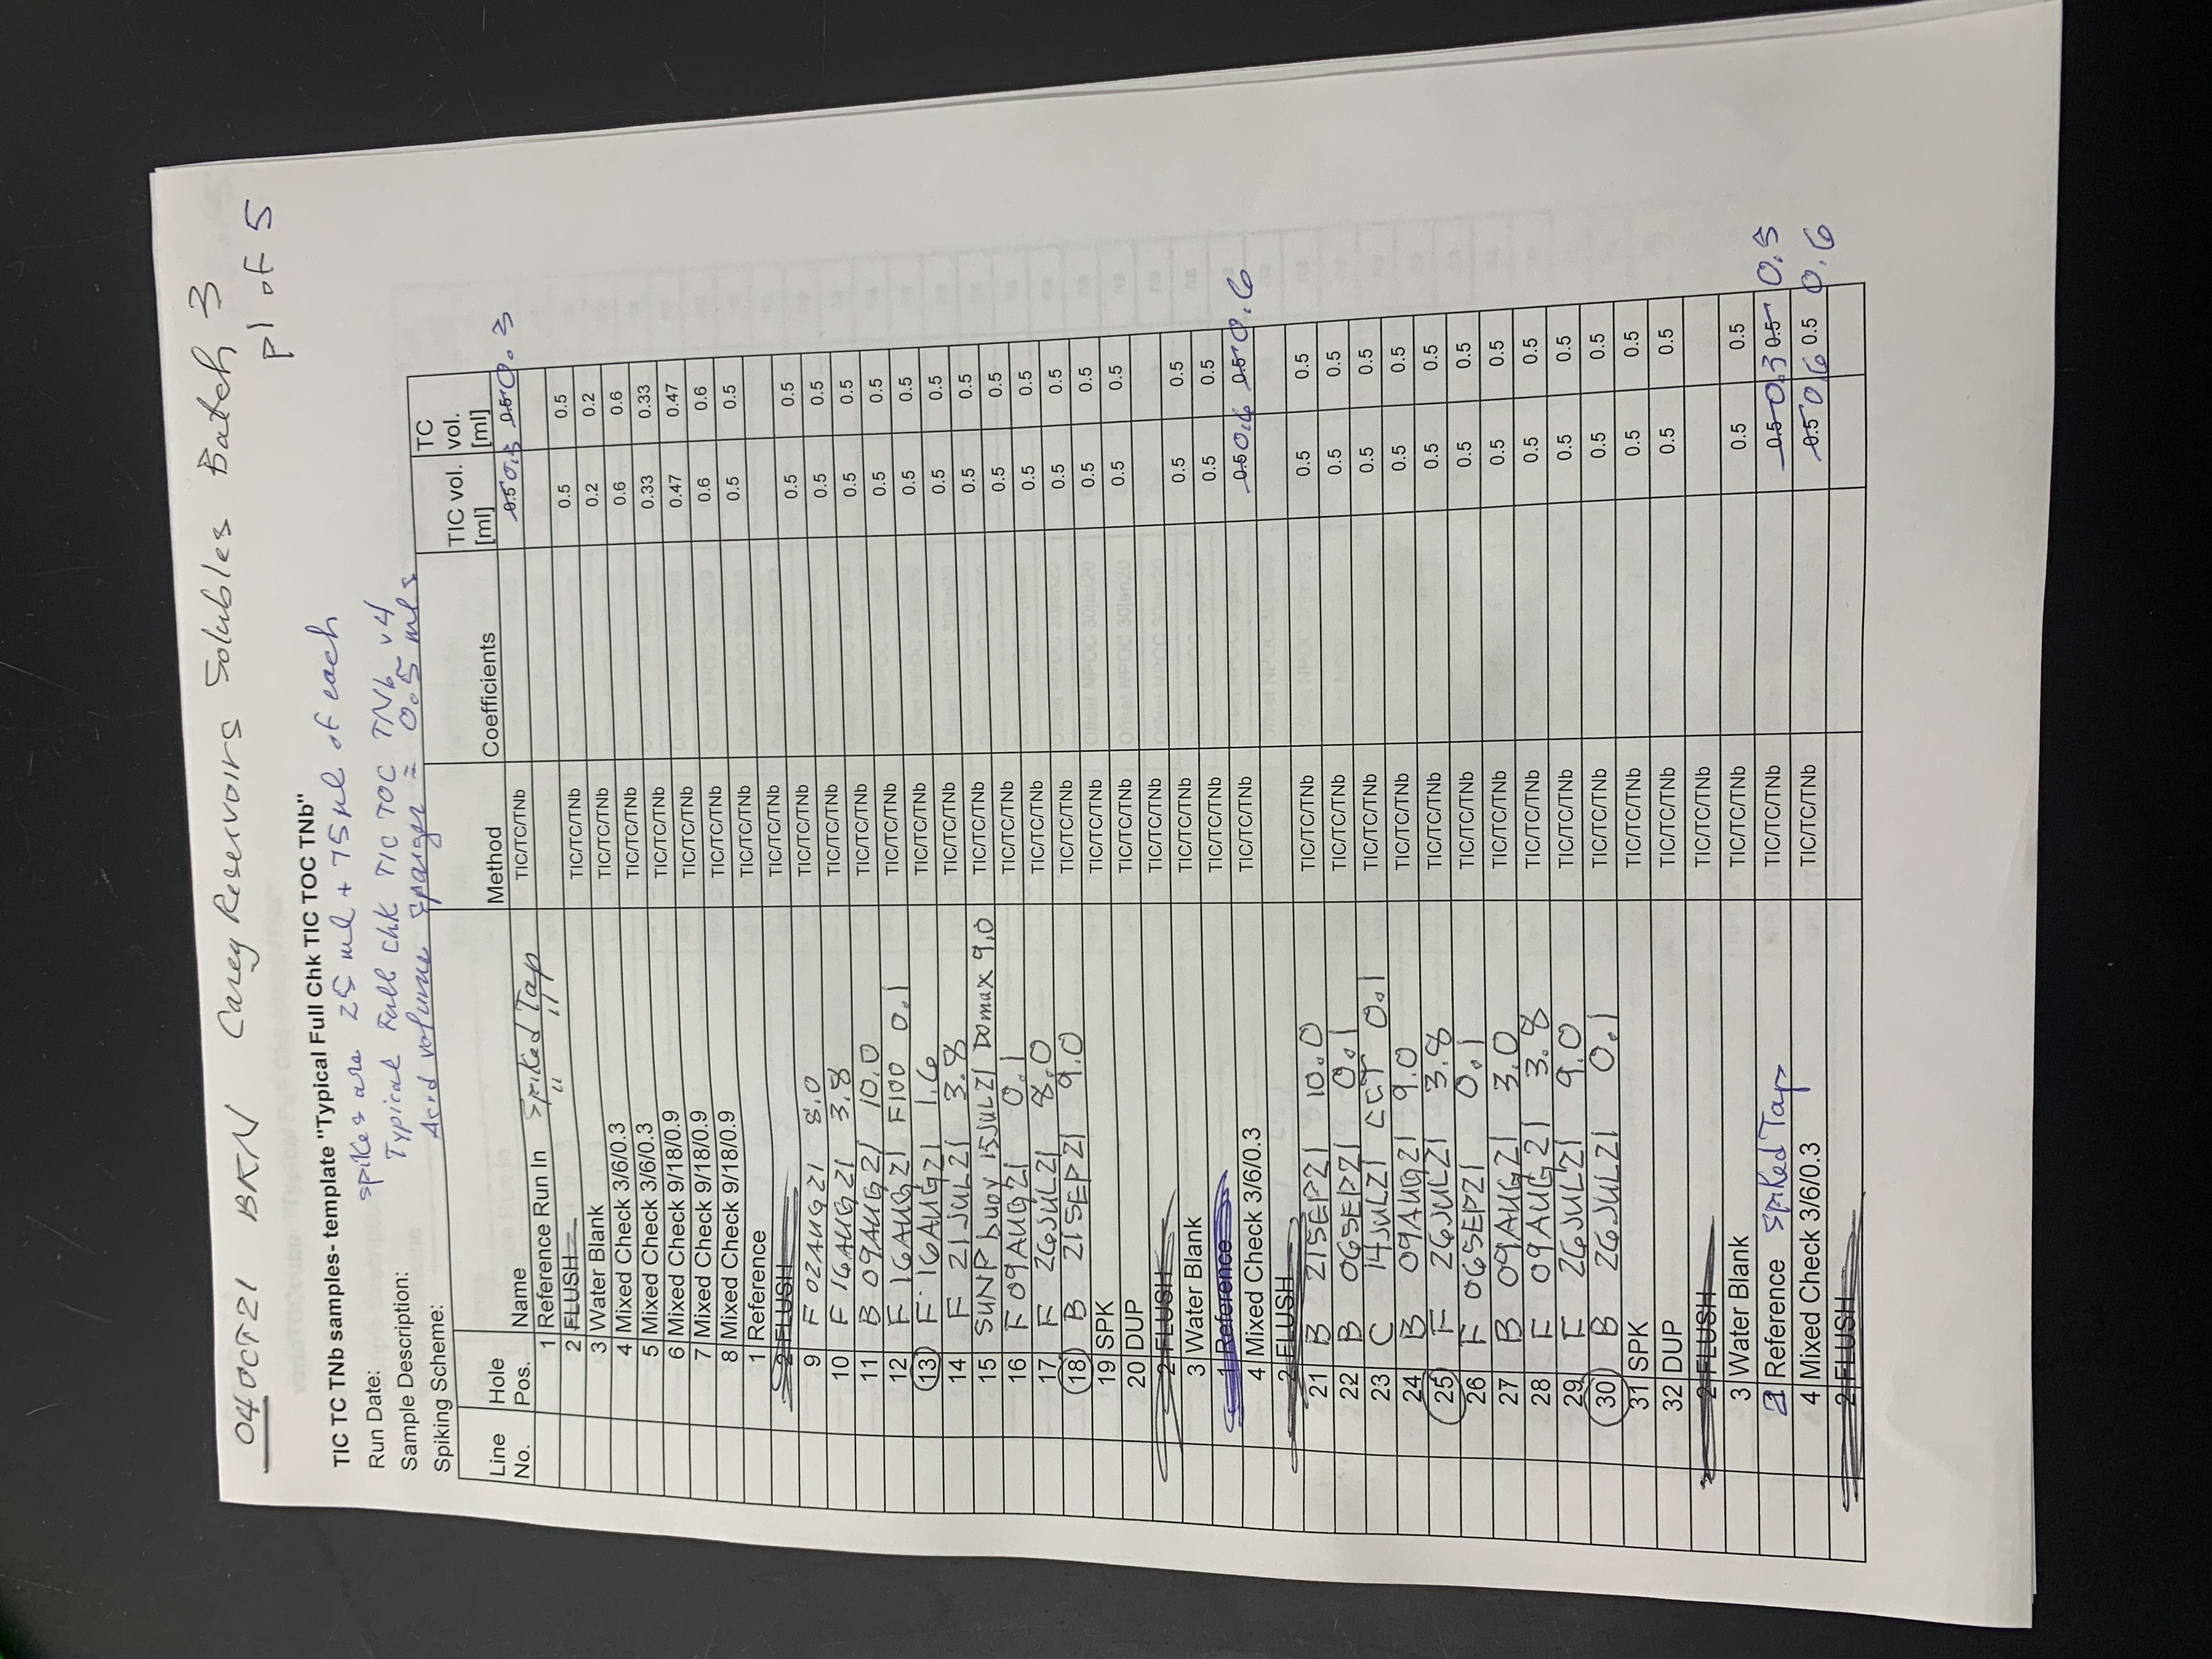 04OCT21 BKN Carey Reservoirs Solubles Batch 3
p1 of 5
TIC TC TNb samples- template "Typical Full Chk TIC TOC TNb"
Run Date: spikes are 25 ml + 75 µl of each
Sample Description: Typical Full Chk TIC TOC TNb v4
Spiking Scheme: Acid volume sparger = 0.5 mls
Line No. Hole Pos. Name Method Coefficients TIC vol. [ml] TC vol. [ml]
1 Reference Run In Spiked Tap TIC/TC/TNb 0.5 0.3 0.5 0.3
2 FLUSH " "
3 Water Blank TIC/TC/TNb 0.5 0.5
4 Mixed Check 3/6/0.3 TIC/TC/TNb 0.2 0.2
5 Mixed Check 3/6/0.3 TIC/TC/TNb 0.6 0.6
6 Mixed Check 9/18/0.9 TIC/TC/TNb 0.33 0.33
7 Mixed Check 9/18/0.9 TIC/TC/TNb 0.47 0.47
8 Mixed Check 9/18/0.9 TIC/TC/TNb 0.6 0.6
1 Reference TIC/TC/TNb 0.5 0.5
2 FLUSH TIC/TC/TNb
9 F 02AUG21 8.0 TIC/TC/TNb 0.5 0.5
10 F 16AUG21 3.8 TIC/TC/TNb 0.5 0.5
11 B 09AUG21 10.0 TIC/TC/TNb 0.5 0.5
12 F 16AUG21 F100 0.1 TIC/TC/TNb 0.5 0.5
13 F 16AUG21 1.6 TIC/TC/TNb 0.5 0.5
14 F 21JUL21 3.8 TIC/TC/TNb 0.5 0.5
15 SUNP buoy 15JUL21 DOmax 9.0 TIC/TC/TNb 0.5 0.5
16 F 09AUG21 0.1 TIC/TC/TNb 0.5 0.5
17 F 26JUL21 8.0 TIC/TC/TNb 0.5 0.5
18 B 21SEP21 9.0 TIC/TC/TNb 0.5 0.5
19 SPK TIC/TC/TNb 0.5 0.5
20 DUP TIC/TC/TNb 0.5 0.5
2 FLUSH TIC/TC/TNb
3 Water Blank TIC/TC/TNb 0.5 0.5
1 Reference TIC/TC/TNb 0.5 0.5
4 Mixed Check 3/6/0.3 TIC/TC/TNb 0.5 0.6 0.5 0.6
2 FLUSH
21 B 21SEP21 10.0 TIC/TC/TNb 0.5 0.5
22 B 06SEP21 0.1 TIC/TC/TNb 0.5 0.5
23 C 14JUL21 CCT 0.1 TIC/TC/TNb 0.5 0.5
24 B 09AUG21 9.0 TIC/TC/TNb 0.5 0.5
25 F 26JUL21 3.8 TIC/TC/TNb 0.5 0.5
26 F 06SEP21 0.1 TIC/TC/TNb 0.5 0.5
27 B 09AUG21 3.0 TIC/TC/TNb 0.5 0.5
28 F 09AUG21 3.8 TIC/TC/TNb 0.5 0.5
29 F 26JUL21 9.0 TIC/TC/TNb 0.5 0.5
30 B 26JUL21 0.1 TIC/TC/TNb 0.5 0.5
31 SPK TIC/TC/TNb 0.5 0.5
32 DUP TIC/TC/TNb 0.5 0.5
2 FLUSH TIC/TC/TNb
3 Water Blank TIC/TC/TNb 0.5 0.5
2 Reference Spiked Tap TIC/TC/TNb 0.5 0.3 0.5 0.3
4 Mixed Check 3/6/0.3 TIC/TC/TNb 0.5 0.6 0.5 0.6
2 FLUSH